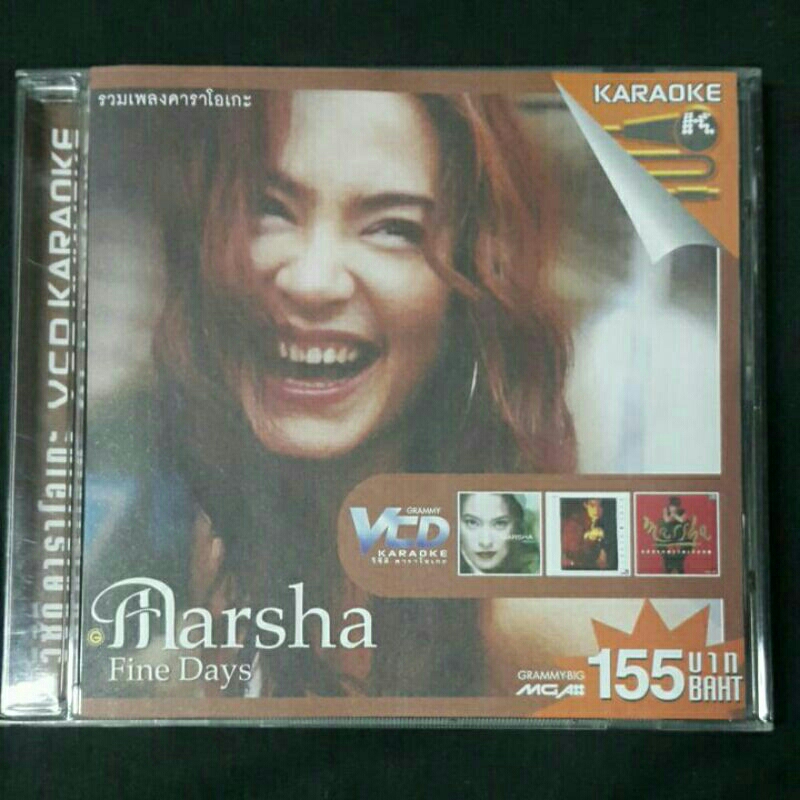 รวมเพลงคาราโอเกะ
KARAOKE
K
VCD KARAOKE
วีซีดี คาราโอเกะ
GRAMMY
VCD
KARAOKE
วีซีดี คาราโอเกะ
MARSHA
marsha
Marsha
Fine Days
G
GRAMMY-BIG
MGA
155 บาท
BAHT